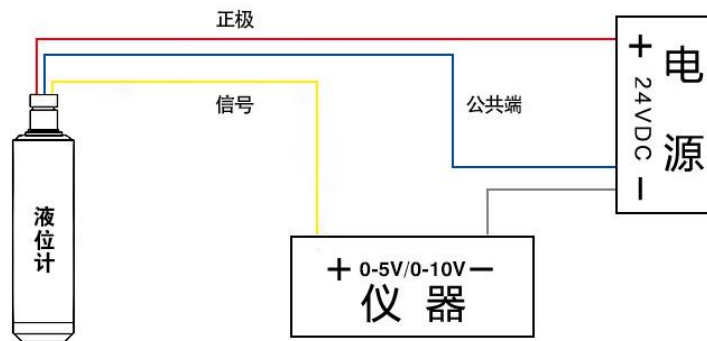 正极
信号
公共端
+
24VDC
−
电源
液位计
+ 0-5V/0-10V −
仪器